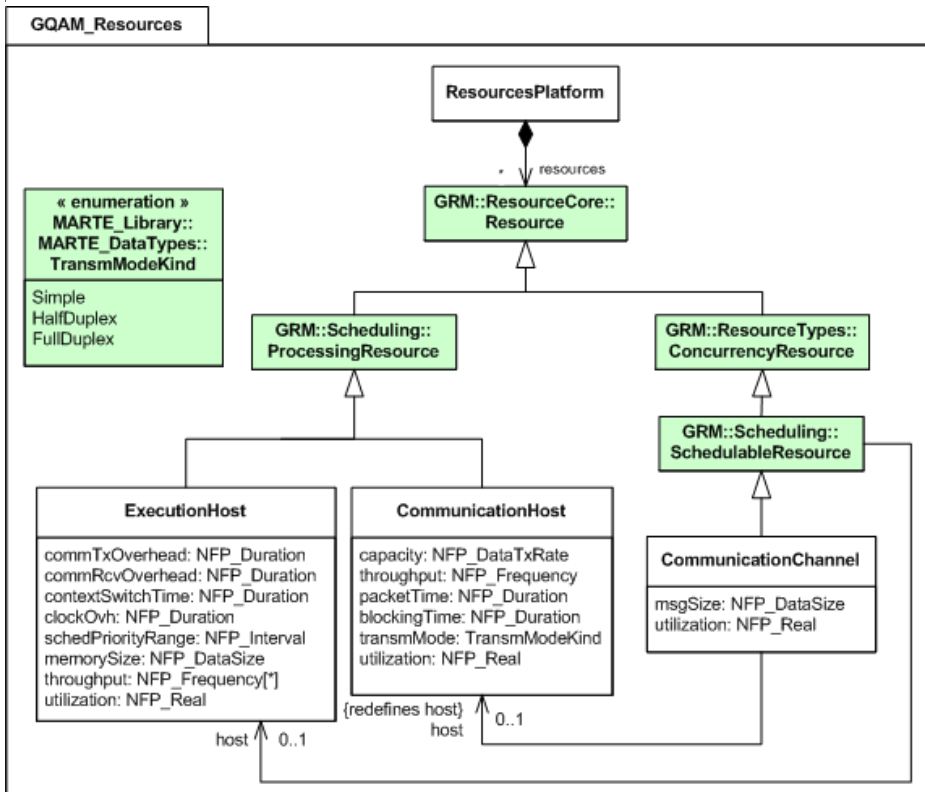 GQAM_Resources
ResourcesPlatform
* resources
GRM::ResourceCore::
Resource
« enumeration »
MARTE_Library::
MARTE_DataTypes::
TransmModeKind
Simple
HalfDuplex
FullDuplex
GRM::Scheduling::
ProcessingResource
GRM::ResourceTypes::
ConcurrencyResource
GRM::Scheduling::
SchedulableResource
ExecutionHost
commTxOverhead: NFP_Duration
commRcvOverhead: NFP_Duration
contextSwitchTime: NFP_Duration
clockOvh: NFP_Duration
schedPriorityRange: NFP_Interval
memorySize: NFP_DataSize
throughput: NFP_Frequency[*]
utilization: NFP_Real
CommunicationHost
capacity: NFP_DataTxRate
throughput: NFP_Frequency
packetTime: NFP_Duration
blockingTime: NFP_Duration
transmMode: TransmModeKind
utilization: NFP_Real
CommunicationChannel
msgSize: NFP_DataSize
utilization: NFP_Real
{redefines host}
host 0..1
host 0..1